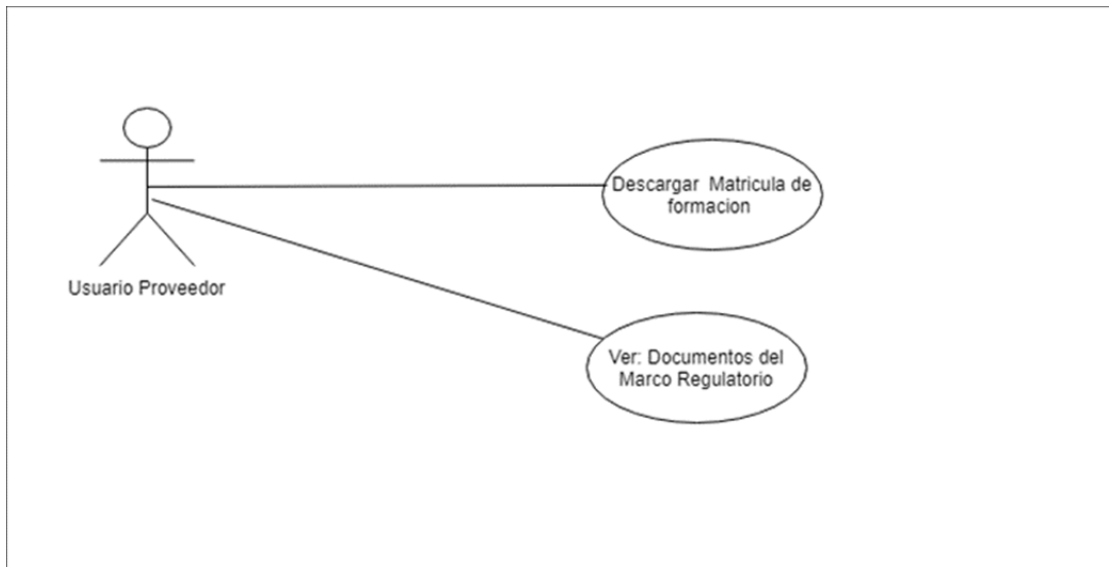 Descargar Matricula de
formacion
Usuario Proveedor
Ver: Documentos del
Marco Regulatorio